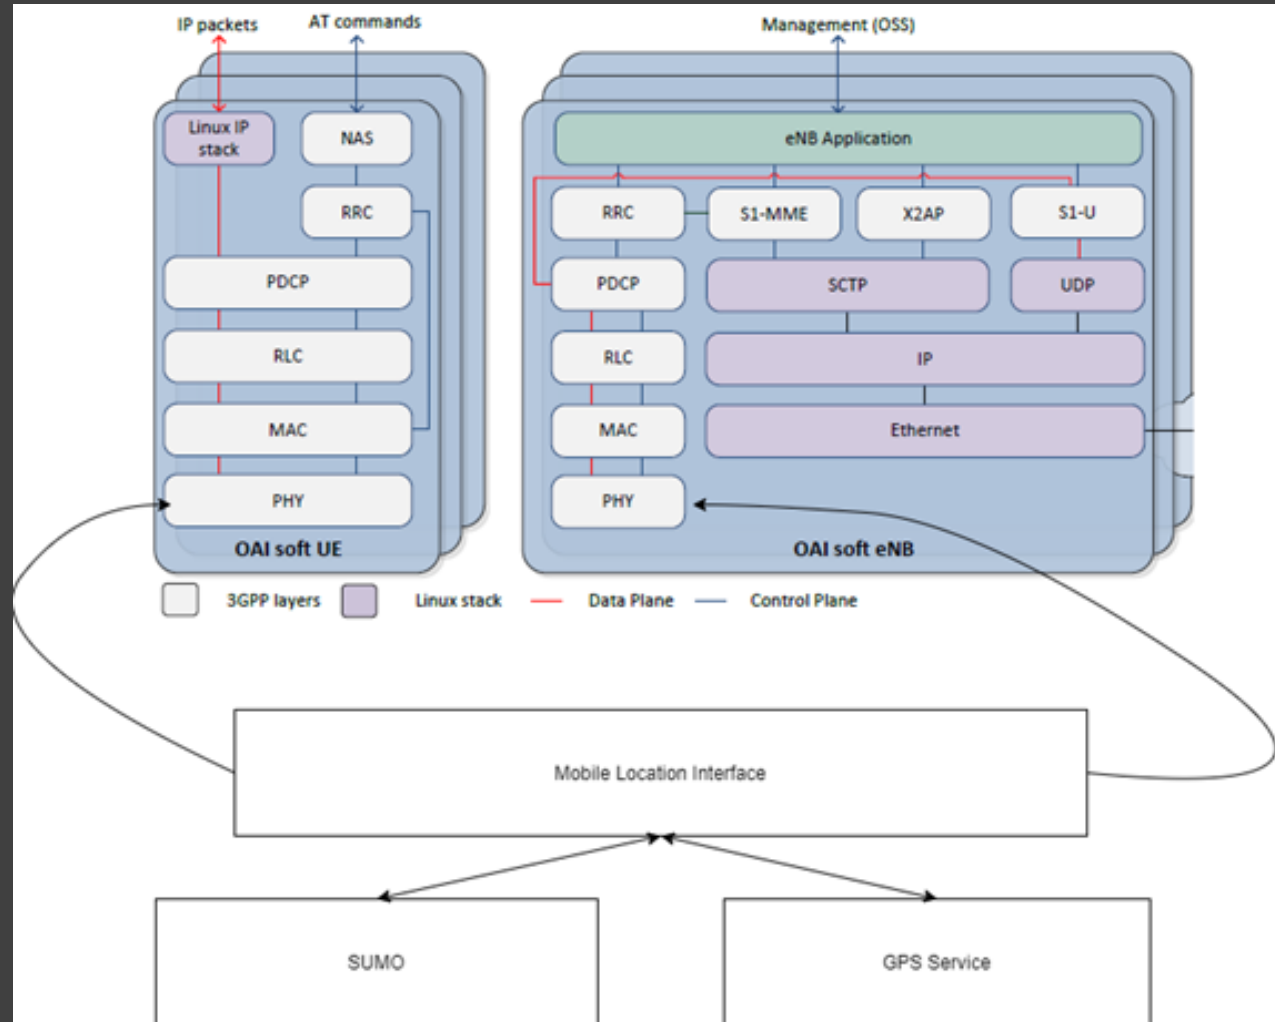 IP packets
AT commands
Management (OSS)
Linux IP
stack
NAS
RRC
PDCP
RLC
MAC
PHY
OAI soft UE
eNB Application
RRC
S1-MME
X2AP
S1-U
PDCP
SCTP
UDP
RLC
IP
MAC
Ethernet
PHY
OAI soft eNB
3GPP layers
Linux stack
Data Plane
Control Plane
Mobile Location Interface
SUMO
GPS Service